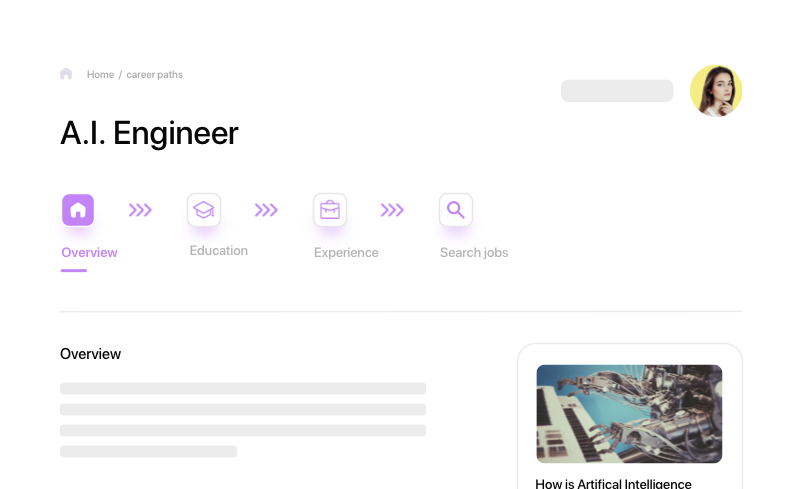 Home / career paths
A.I. Engineer
Overview
Education
Experience
Search jobs
Overview
How is Artifical Intelligence